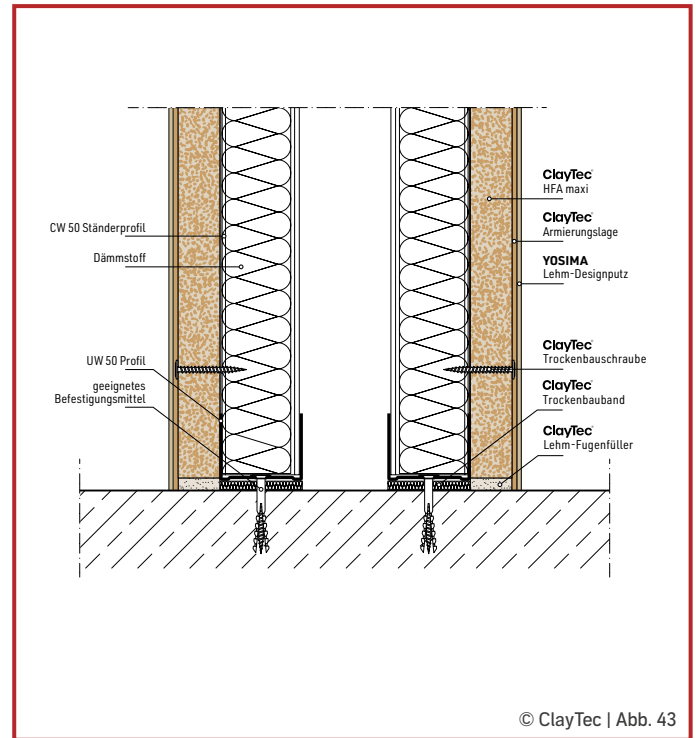 CW 50 Ständerprofil
Dämmstoff
UW 50 Profil
geeignetes
Befestigungsmittel
ClayTec®
HFA maxi
ClayTec®
Armierungslage
YOSIMA
Lehm-Designputz
ClayTec®
Trockenbauschraube
ClayTec®
Trockenbauband
ClayTec®
Lehm-Fugenfüller
© ClayTec | Abb. 43